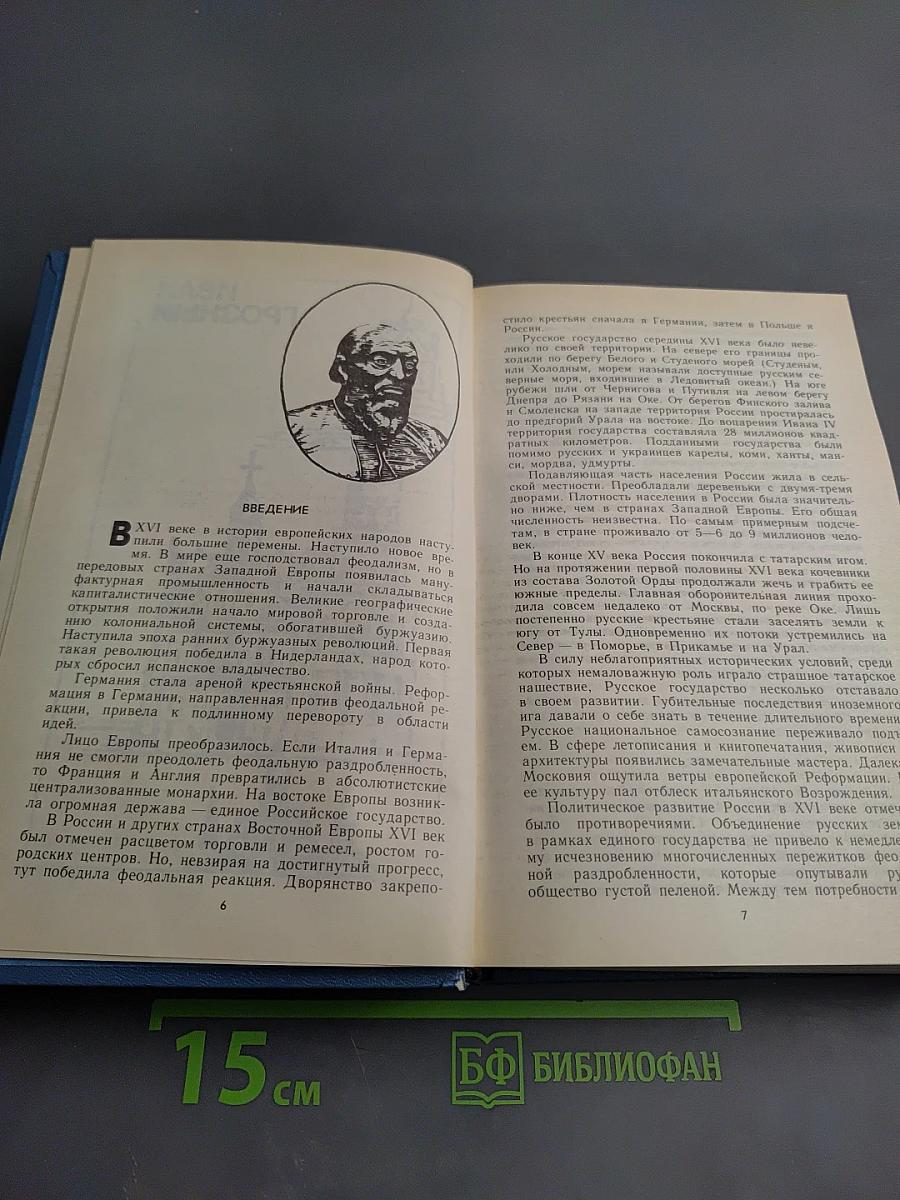 ВВЕДЕНИЕ
В XVI веке в истории европейских народов насту-
пили большие перемены. Наступило новое вре-
мя. В мире еще господствовал феодализм, но в
передовых странах Западной Европы появилась ману-
фактурная промышленность и начали складываться
капиталистические отношения. Великие географические
открытия положили начало мировой торговле и созда-
нию колониальной системы, обогатившей буржуазию.
Наступила эпоха ранних буржуазных революций. Первая
такая революция победила в Нидерландах, народ кото-
рых сбросил испанское владычество.
Германия стала ареной крестьянской войны. Рефор-
мация в Германии, направленная против феодальной ре-
акции, привела к подлинному перевороту в области
идей.
Лицо Европы преобразилось. Если Италия и Герма-
ния не смогли преодолеть феодальную раздробленность,
то Франция и Англия превратились в абсолютистские
централизованные монархии. На востоке Европы возник-
ла огромная держава — единое Российское государство.
В России и других странах Восточной Европы XVI век
был отмечен расцветом торговли и ремесел, ростом го-
родских центров. Но, невзирая на достигнутый прогресс,
тут победила феодальная реакция. Дворянство закрепо-
6
стило крестьян сначала в Германии, затем в Польше и
России.
Русское государство середины XVI века было неве-
лико по своей территории. На севере его границы про-
ходили по берегу Белого и Студеного морей (Студеным,
или Холодным, морем называли доступные русским се-
верные моря, входившие в Ледовитый океан.) На юге
рубежи шли от Чернигова и Путивля на левом берегу
Днепра до Рязани на Оке. От берегов Финского залива
и Смоленска на западе территория России простиралась
до предгорий Урала на востоке. До воцарения Ивана IV
территория государства составляла 28 миллионов квад-
ратных километров. Подданными государства были
помимо русских и украинцев карелы, коми, ханты, ман-
си, мордва, удмурты.
Подавляющая часть населения России жила в сель-
ской местности. Преобладали деревеньки с двумя-тремя
дворами. Плотность населения в России была значитель-
но ниже, чем в странах Западной Европы. Его общая
численность неизвестна. По самым примерным подсче-
там, в стране проживало от 5—6 до 9 миллионов чело-
век.
В конце XV века Россия покончила с татарским игом.
Но на протяжении первой половины XVI века кочевники
из состава Золотой Орды продолжали жечь и грабить ее
южные пределы. Главная оборонительная линия прохо-
дила совсем недалеко от Москвы, по реке Оке. Лишь
постепенно русские крестьяне стали заселять земли к
югу от Тулы. Одновременно их потоки устремились на
Север — в Поморье, в Прикамье и на Урал.
В силу неблагоприятных исторических условий, среди
которых немаловажную роль играло страшное татарское
нашествие, Русское государство несколько отставало
в своем развитии. Губительные последствия иноземного
ига давали о себе знать в течение длительного времени
Русское национальное самосознание переживало подъ
ем. В сфере летописания и книгопечатания, живописи
архитектуры появились замечательные мастера. Далека
Московия ощутила ветры европейской Реформации.
ее культуру пал отблеск итальянского Возрождения.
Политическое развитие России в XVI веке отмеч
было противоречиями. Объединение русских зем
в рамках единого государства не привело к немедле
му исчезновению многочисленных пережитков фео
ной раздробленности, которые опутывали ру
общество густой пеленой. Между тем потребности
7
15 см
БФ БИБЛИОФАН